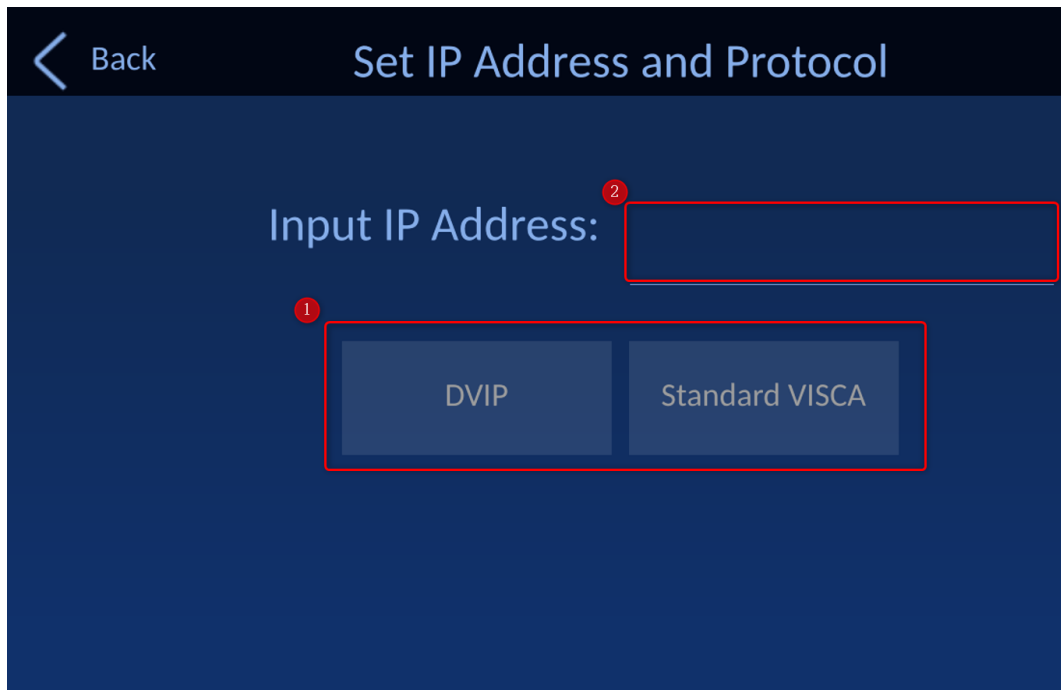 Back
Set IP Address and Protocol
2
Input IP Address:
1
DVIP
Standard VISCA